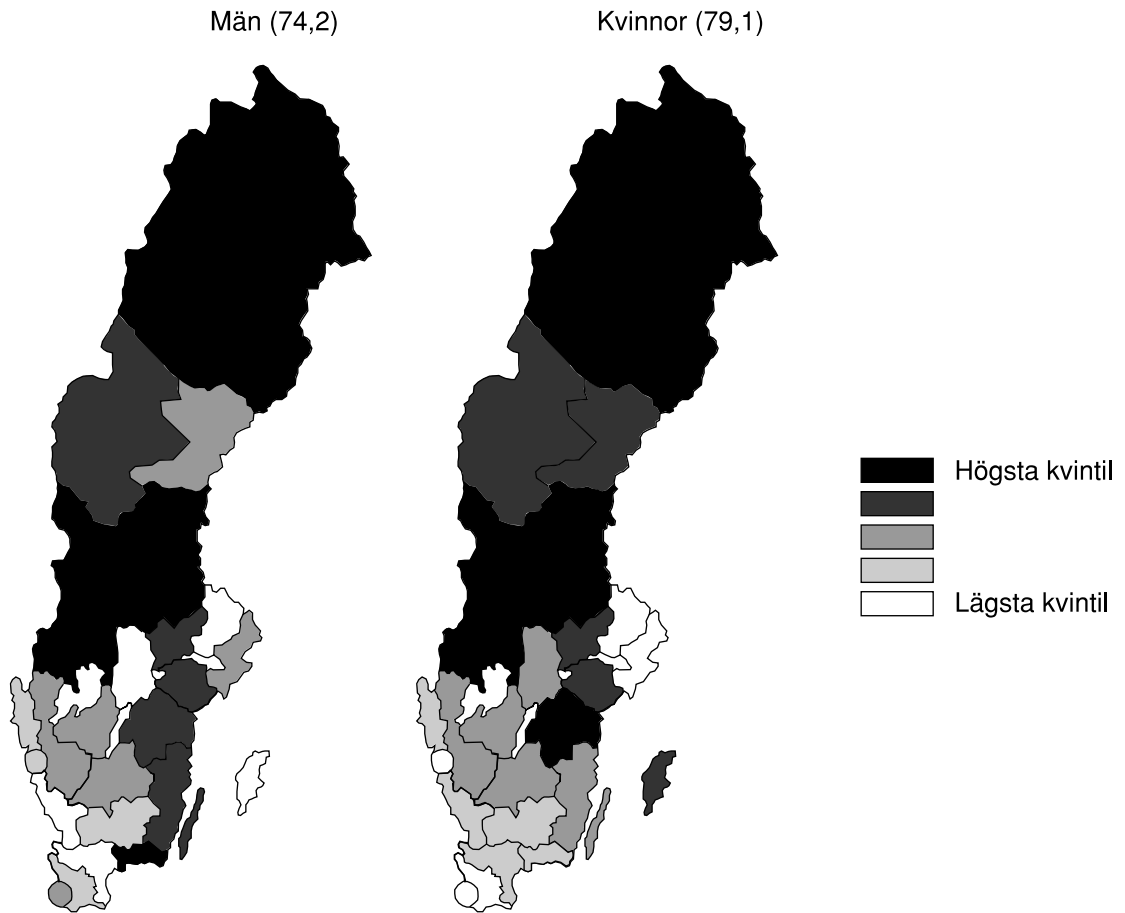 Män (74,2)
Kvinnor (79,1)
Högsta kvintil
Lägsta kvintil